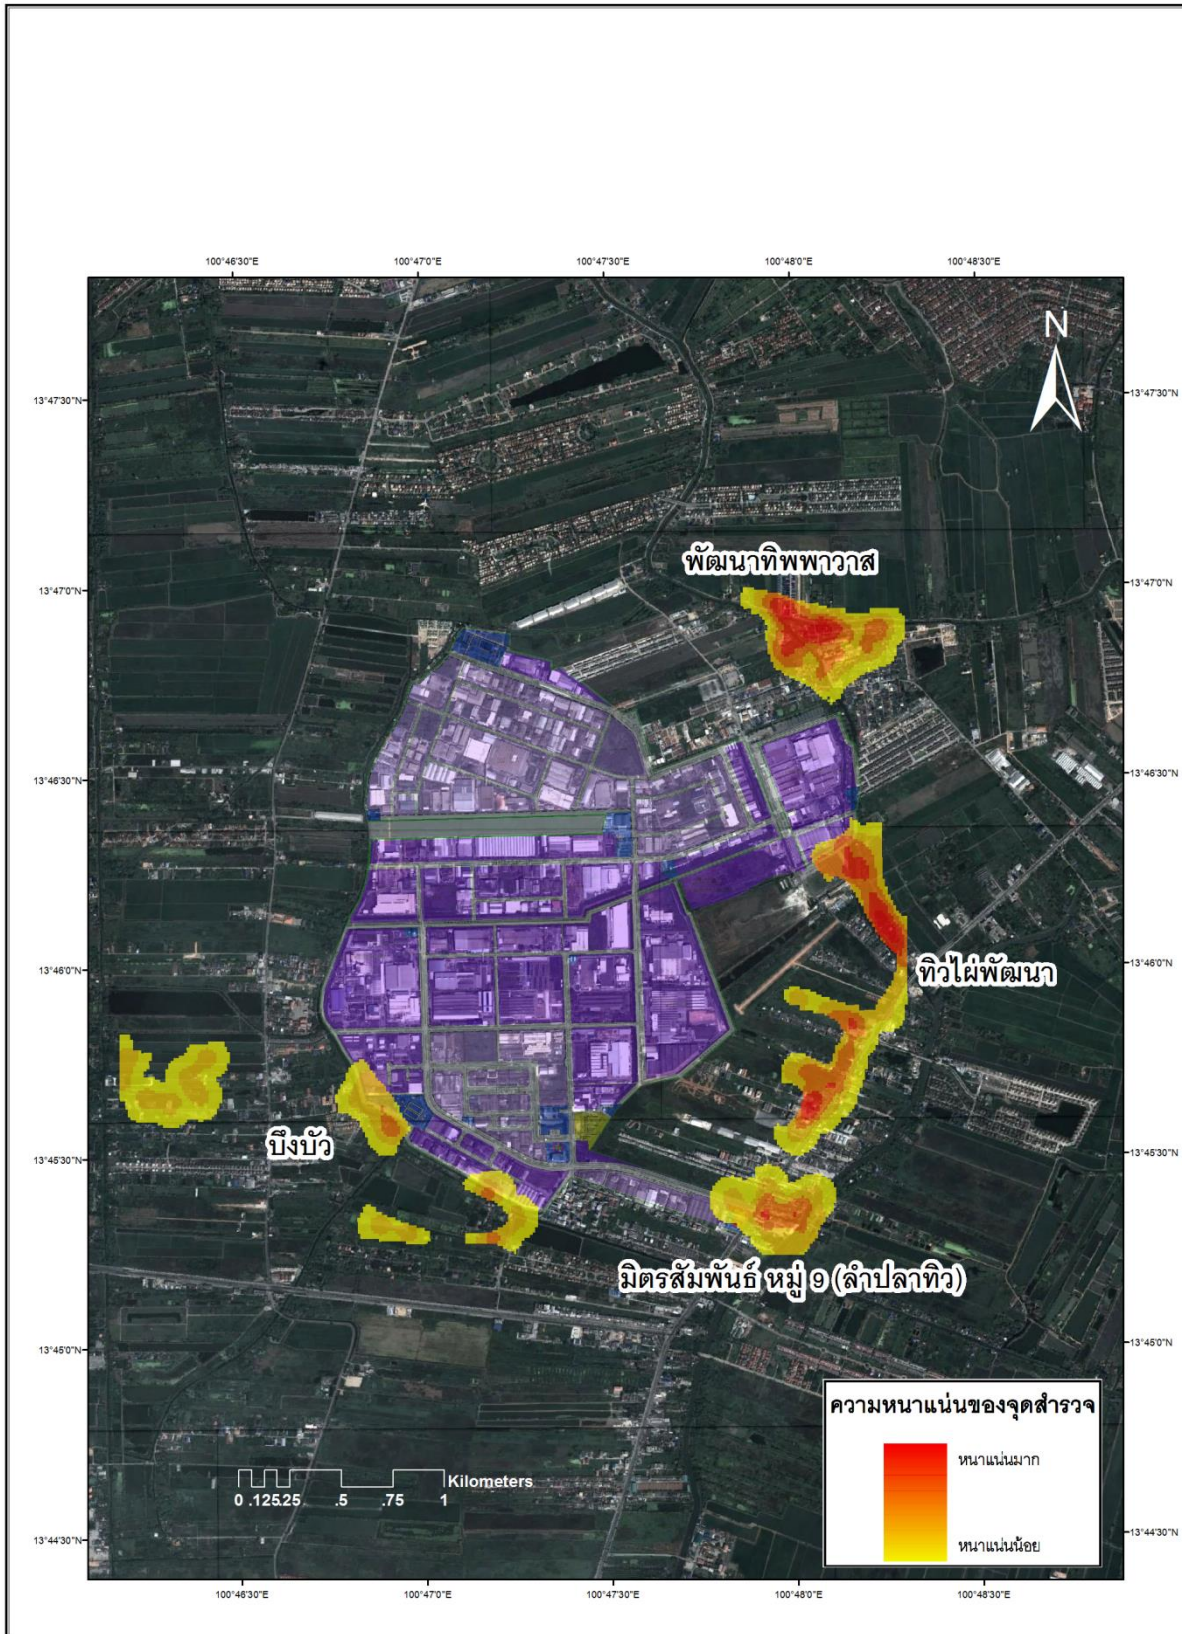 100°46'30"E 100°47'0"E 100°47'30"E 100°48'0"E 100°48'30"E
N
13°47'30"N 13°47'30"N
พัฒนาทิพพาวาส
13°47'0"N 13°47'0"N
13°46'30"N 13°46'30"N
13°46'0"N ทิวไผ่พัฒนา 13°46'0"N
บึงบัว
13°45'30"N 13°45'30"N
มิตรสัมพันธ์ หมู่ 9 (ลำปลาทิว)
13°45'0"N 13°45'0"N
ความหนาแน่นของจุดสำรวจ
หนาแน่นมาก
หนาแน่นน้อย
Kilometers
0 .125.25 .5 .75 1
13°44'30"N 13°44'30"N
100°46'30"E 100°47'0"E 100°47'30"E 100°48'0"E 100°48'30"E